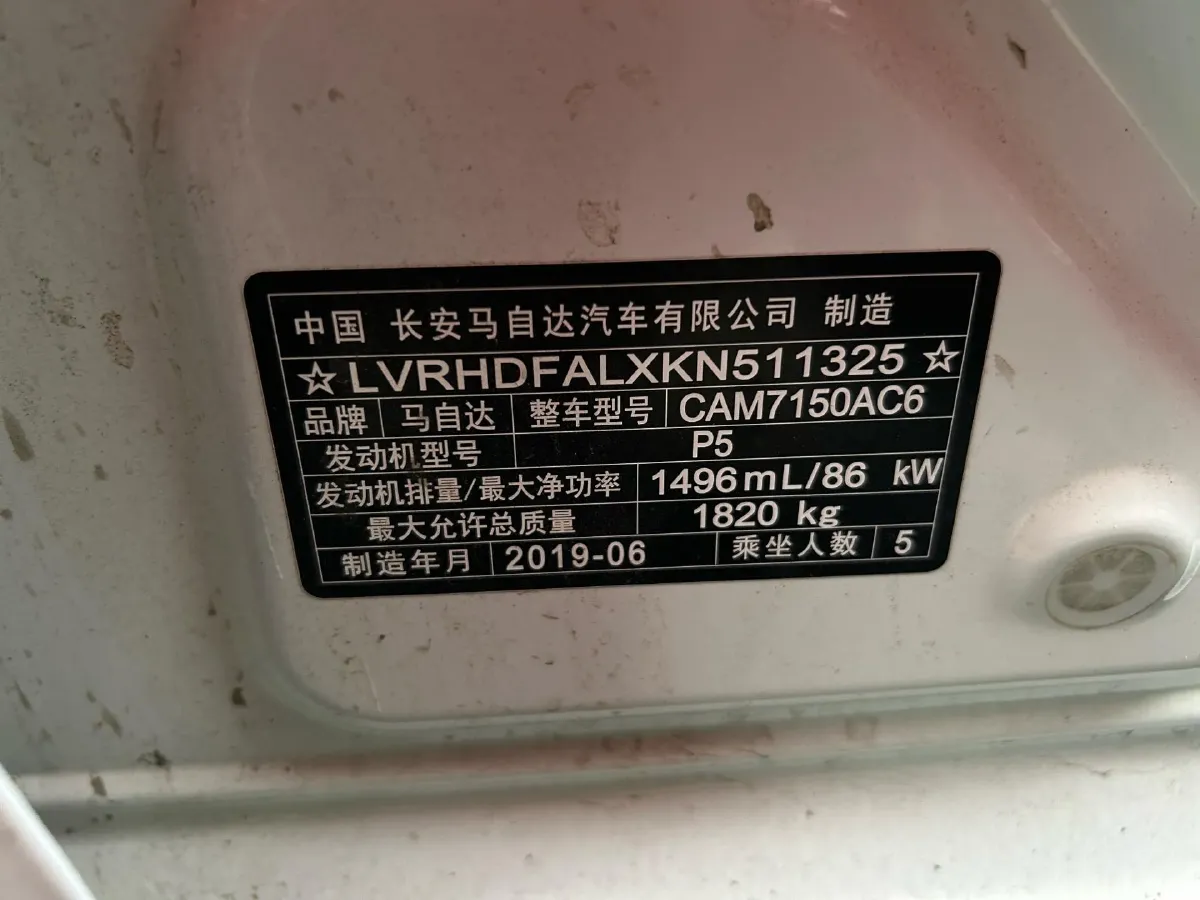 中国 长安马自达汽车有限公司 制造
☆LVRHDFALXKN511325☆
品牌 马自达 整车型号 CAM7150AC6
发动机型号 P5
发动机排量/最大净功率 1496mL/86 kW
最大允许总质量 1820 kg
制造年月 2019-06 乘坐人数 5